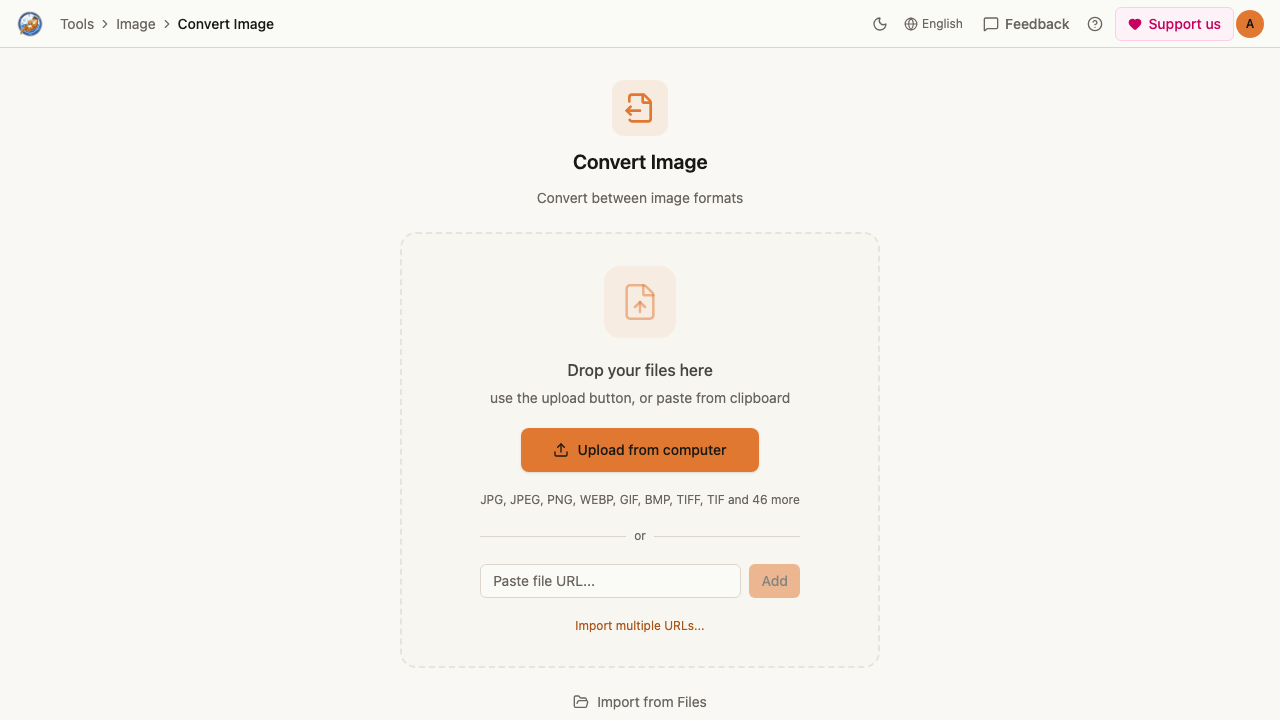 Tools > Image > Convert Image
English
Feedback
Support us
A
Convert Image
Convert between image formats
Drop your files here
use the upload button, or paste from clipboard
Upload from computer
JPG, JPEG, PNG, WEBP, GIF, BMP, TIFF, TIF and 46 more
or
Paste file URL...
Add
Import multiple URLs...
Import from Files